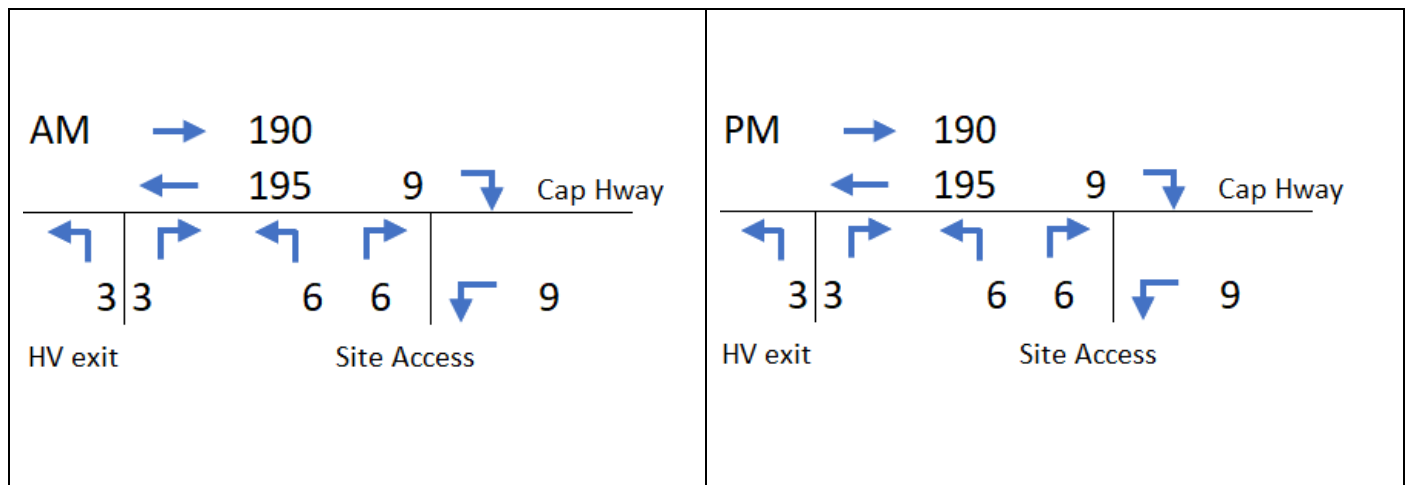 AM 190
195 9 Cap Hway
3 3 6 6 9
HV exit Site Access
PM 190
195 9 Cap Hway
3 3 6 6 9
HV exit Site Access